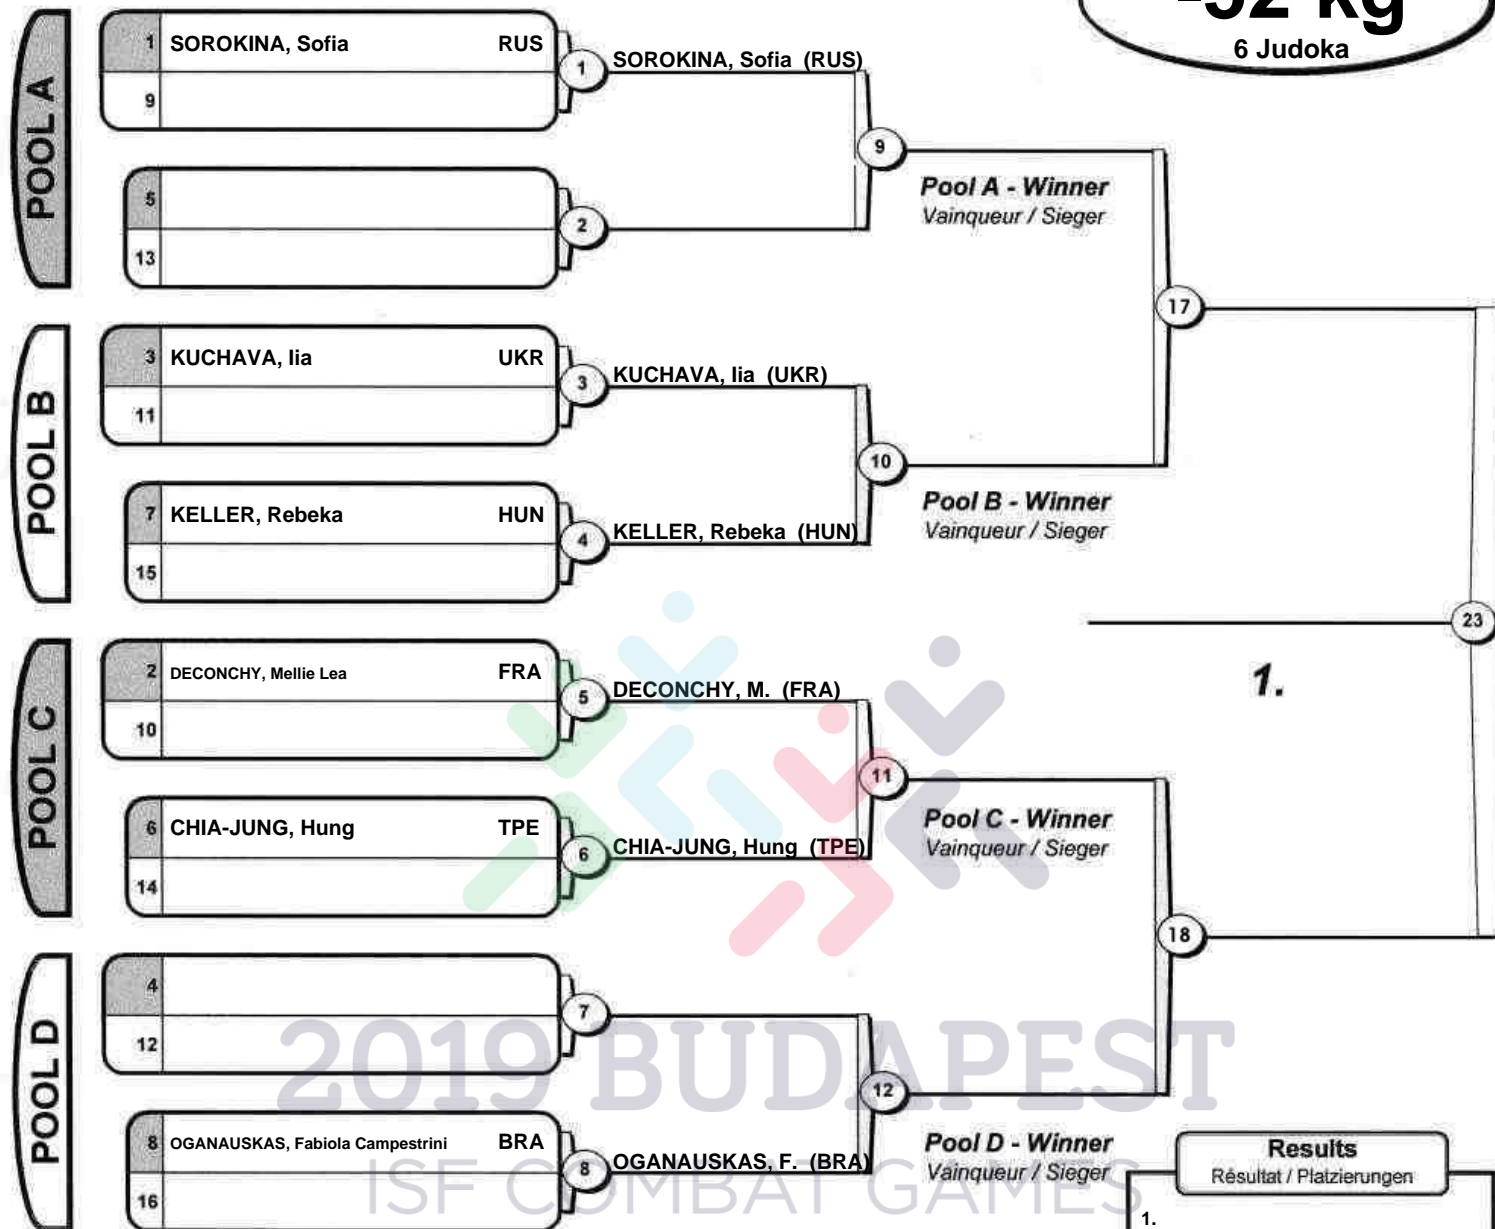 -52 kg
6 Judoka
POOL A
1 SOROKINA, Sofia RUS
9
1
SOROKINA, Sofia (RUS)
5
13
2
9
Pool A - Winner
Vainqueur / Sieger
17
POOL B
3 KUCHAVA, Iia UKR
11
3
KUCHAVA, Iia (UKR)
7 KELLER, Rebeka HUN
15
4
KELLER, Rebeka (HUN)
10
Pool B - Winner
Vainqueur / Sieger
23
1.
POOL C
2 DECONCHY, Mellie Lea FRA
10
5
DECONCHY, M. (FRA)
6 CHIA-JUNG, Hung TPE
14
6
CHIA-JUNG, Hung (TPE)
11
Pool C - Winner
Vainqueur / Sieger
18
POOL D
4
12
7
8 OGANAUSKAS, Fabiola Campestrini BRA
16
8
OGANAUSKAS, F. (BRA)
12
Pool D - Winner
Vainqueur / Sieger
2019 BUDAPEST
ISF COMBAT GAMES
Results
Résultat / Platzierungen
1.